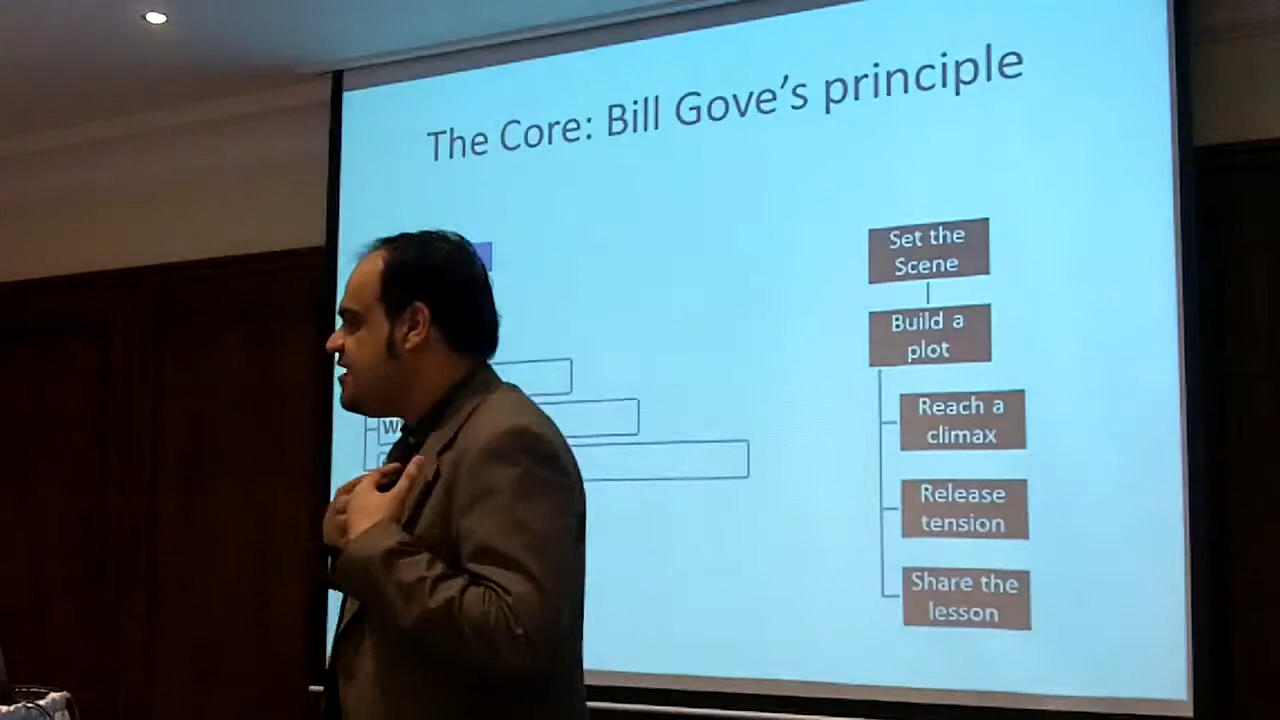 The Core: Bill Gove's principle
Set the
Scene
Build a
plot
Reach a
climax
Release
tension
Share the
lesson